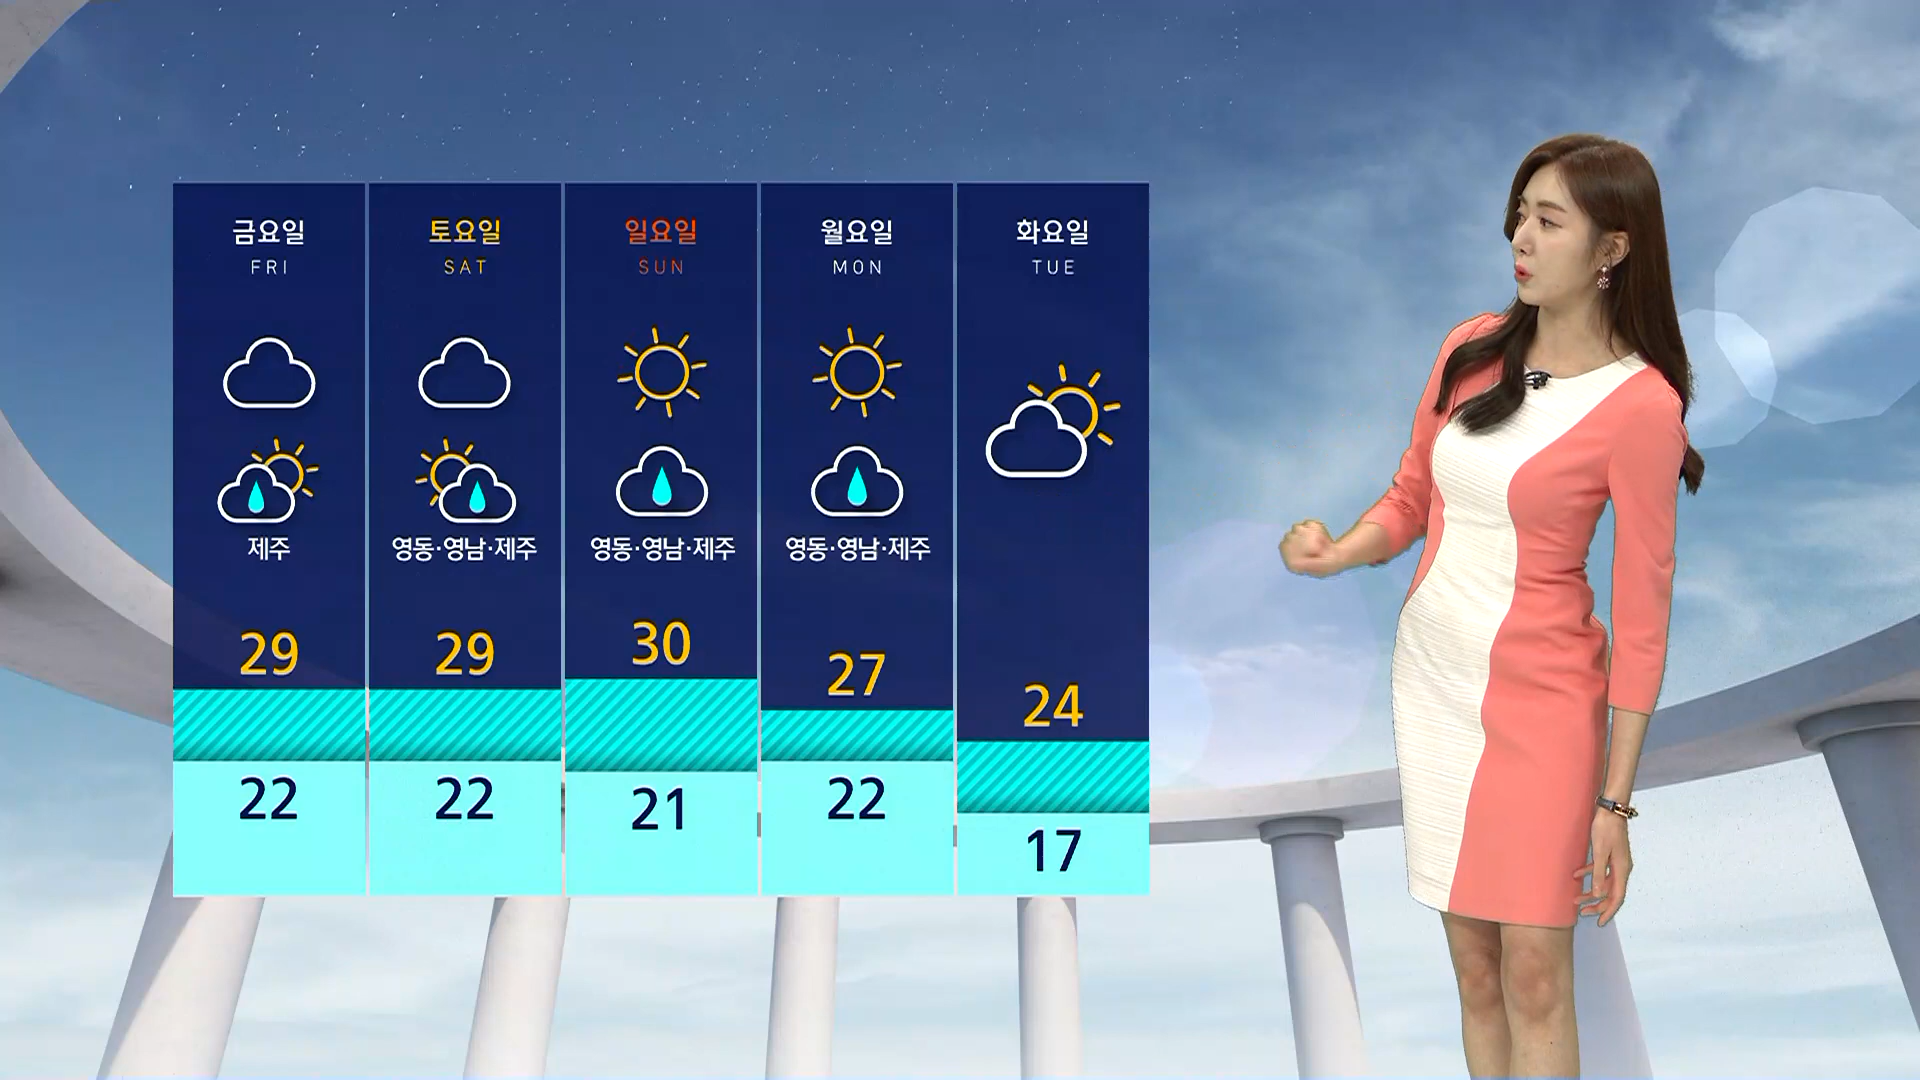 금요일
FRI
제주
29
22
토요일
SAT
영동·영남·제주
29
22
일요일
SUN
영동·영남·제주
30
21
월요일
MON
영동·영남·제주
27
22
화요일
TUE
24
17